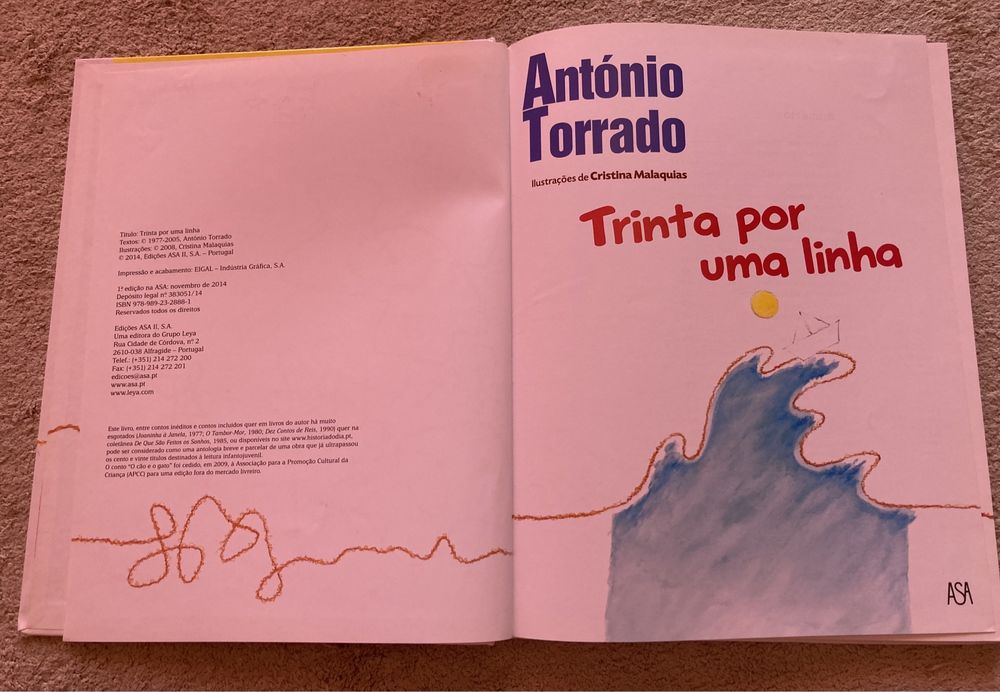 Título: Trinta por uma linha
Textos: © 1977-2005, António Torrado
Ilustrações: © 2008, Cristina Malaquias
© 2014, Edições ASA II, S.A. – Portugal
Impressão e acabamento: EIGAL – Indústria Gráfica, S.A.
1ª edição na ASA: novembro de 2014
Depósito legal nº 383051/14
ISBN 978-989-23-2888-1
Reservados todos os direitos
Edições ASA II, S.A.
Uma editora do Grupo Leya
Rua Cidade de Córdova, nº 2
2610-038 Alfragide – Portugal
Telef.: (+351) 214 272 200
Fax: (+351) 214 272 201
edicoes@asa.pt
www.asa.pt
www.leya.com
Este livro, entre contos inéditos e contos incluídos quer em livros do autor há muito
esgotados (Joaninha à Janela, 1977; O Tambor-Mor, 1980; Dez Contos de Reis, 1990) quer na
coletânea De Que São Feitos os Sonhos, 1985, ou disponíveis no site www.historiadodia.pt,
pode ser considerado como uma antologia breve e parcelar de uma obra que já ultrapassou
os cento e vinte títulos destinados à leitura infantojuvenil.
O conto “O cão e o gato” foi cedido, em 2009, à Associação para a Promoção Cultural da
Criança (APCC) para uma edição fora do mercado livreiro.
António
Torrado
Ilustrações de Cristina Malaquias
Trinta por
uma linha
ASA